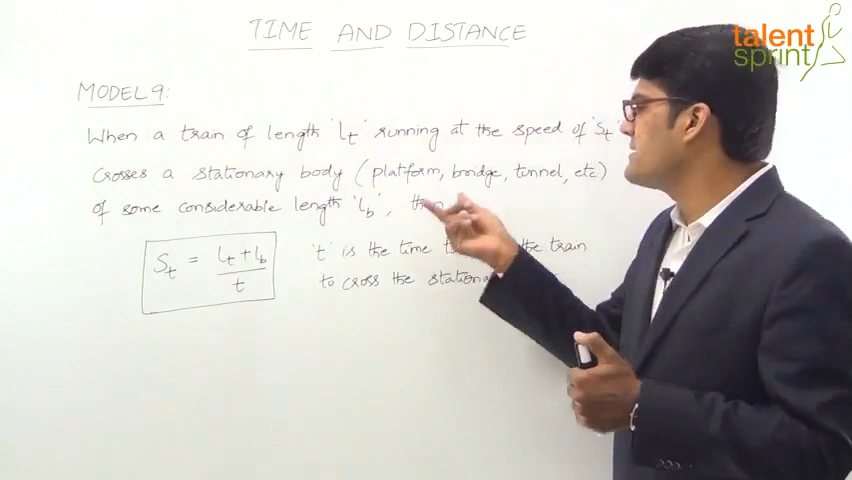 TIME AND DISTANCE
talent
sprint
MODEL 9:
When a train of length 'lt' running at the speed of 'St'
Crosses a stationary body (platform, bridge, tunnel, etc)
of some considerable length 'lb',
St = lt + lb / t
't' is the time the train
to cross the